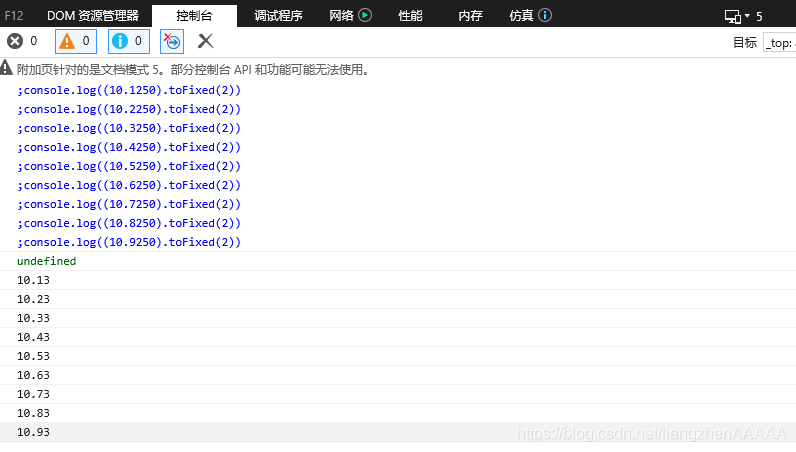 F12 DOM 资源管理器 控制台 调试程序 网络 性能 内存 仿真 5
0 0 0 目标 _top:
附加页针对的是文档模式 5。部分控制台 API 和功能可能无法使用。
;console.log((10.1250).toFixed(2))
;console.log((10.2250).toFixed(2))
;console.log((10.3250).toFixed(2))
;console.log((10.4250).toFixed(2))
;console.log((10.5250).toFixed(2))
;console.log((10.6250).toFixed(2))
;console.log((10.7250).toFixed(2))
;console.log((10.8250).toFixed(2))
;console.log((10.9250).toFixed(2))
undefined
10.13
10.23
10.33
10.43
10.53
10.63
10.73
10.83
10.93
https://blog.csdn.net/liangzhenAAAAA